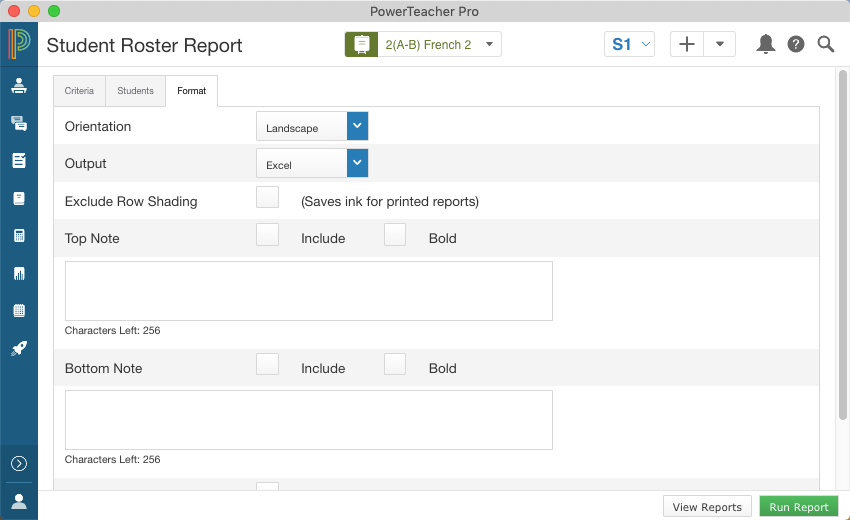 PowerTeacher Pro
Student Roster Report
2(A-B) French 2
S1
Criteria
Students
Format
Orientation
Landscape
Output
Excel
Exclude Row Shading
(Saves ink for printed reports)
Top Note
Include
Bold
Characters Left: 256
Bottom Note
Include
Bold
Characters Left: 256
View Reports
Run Report